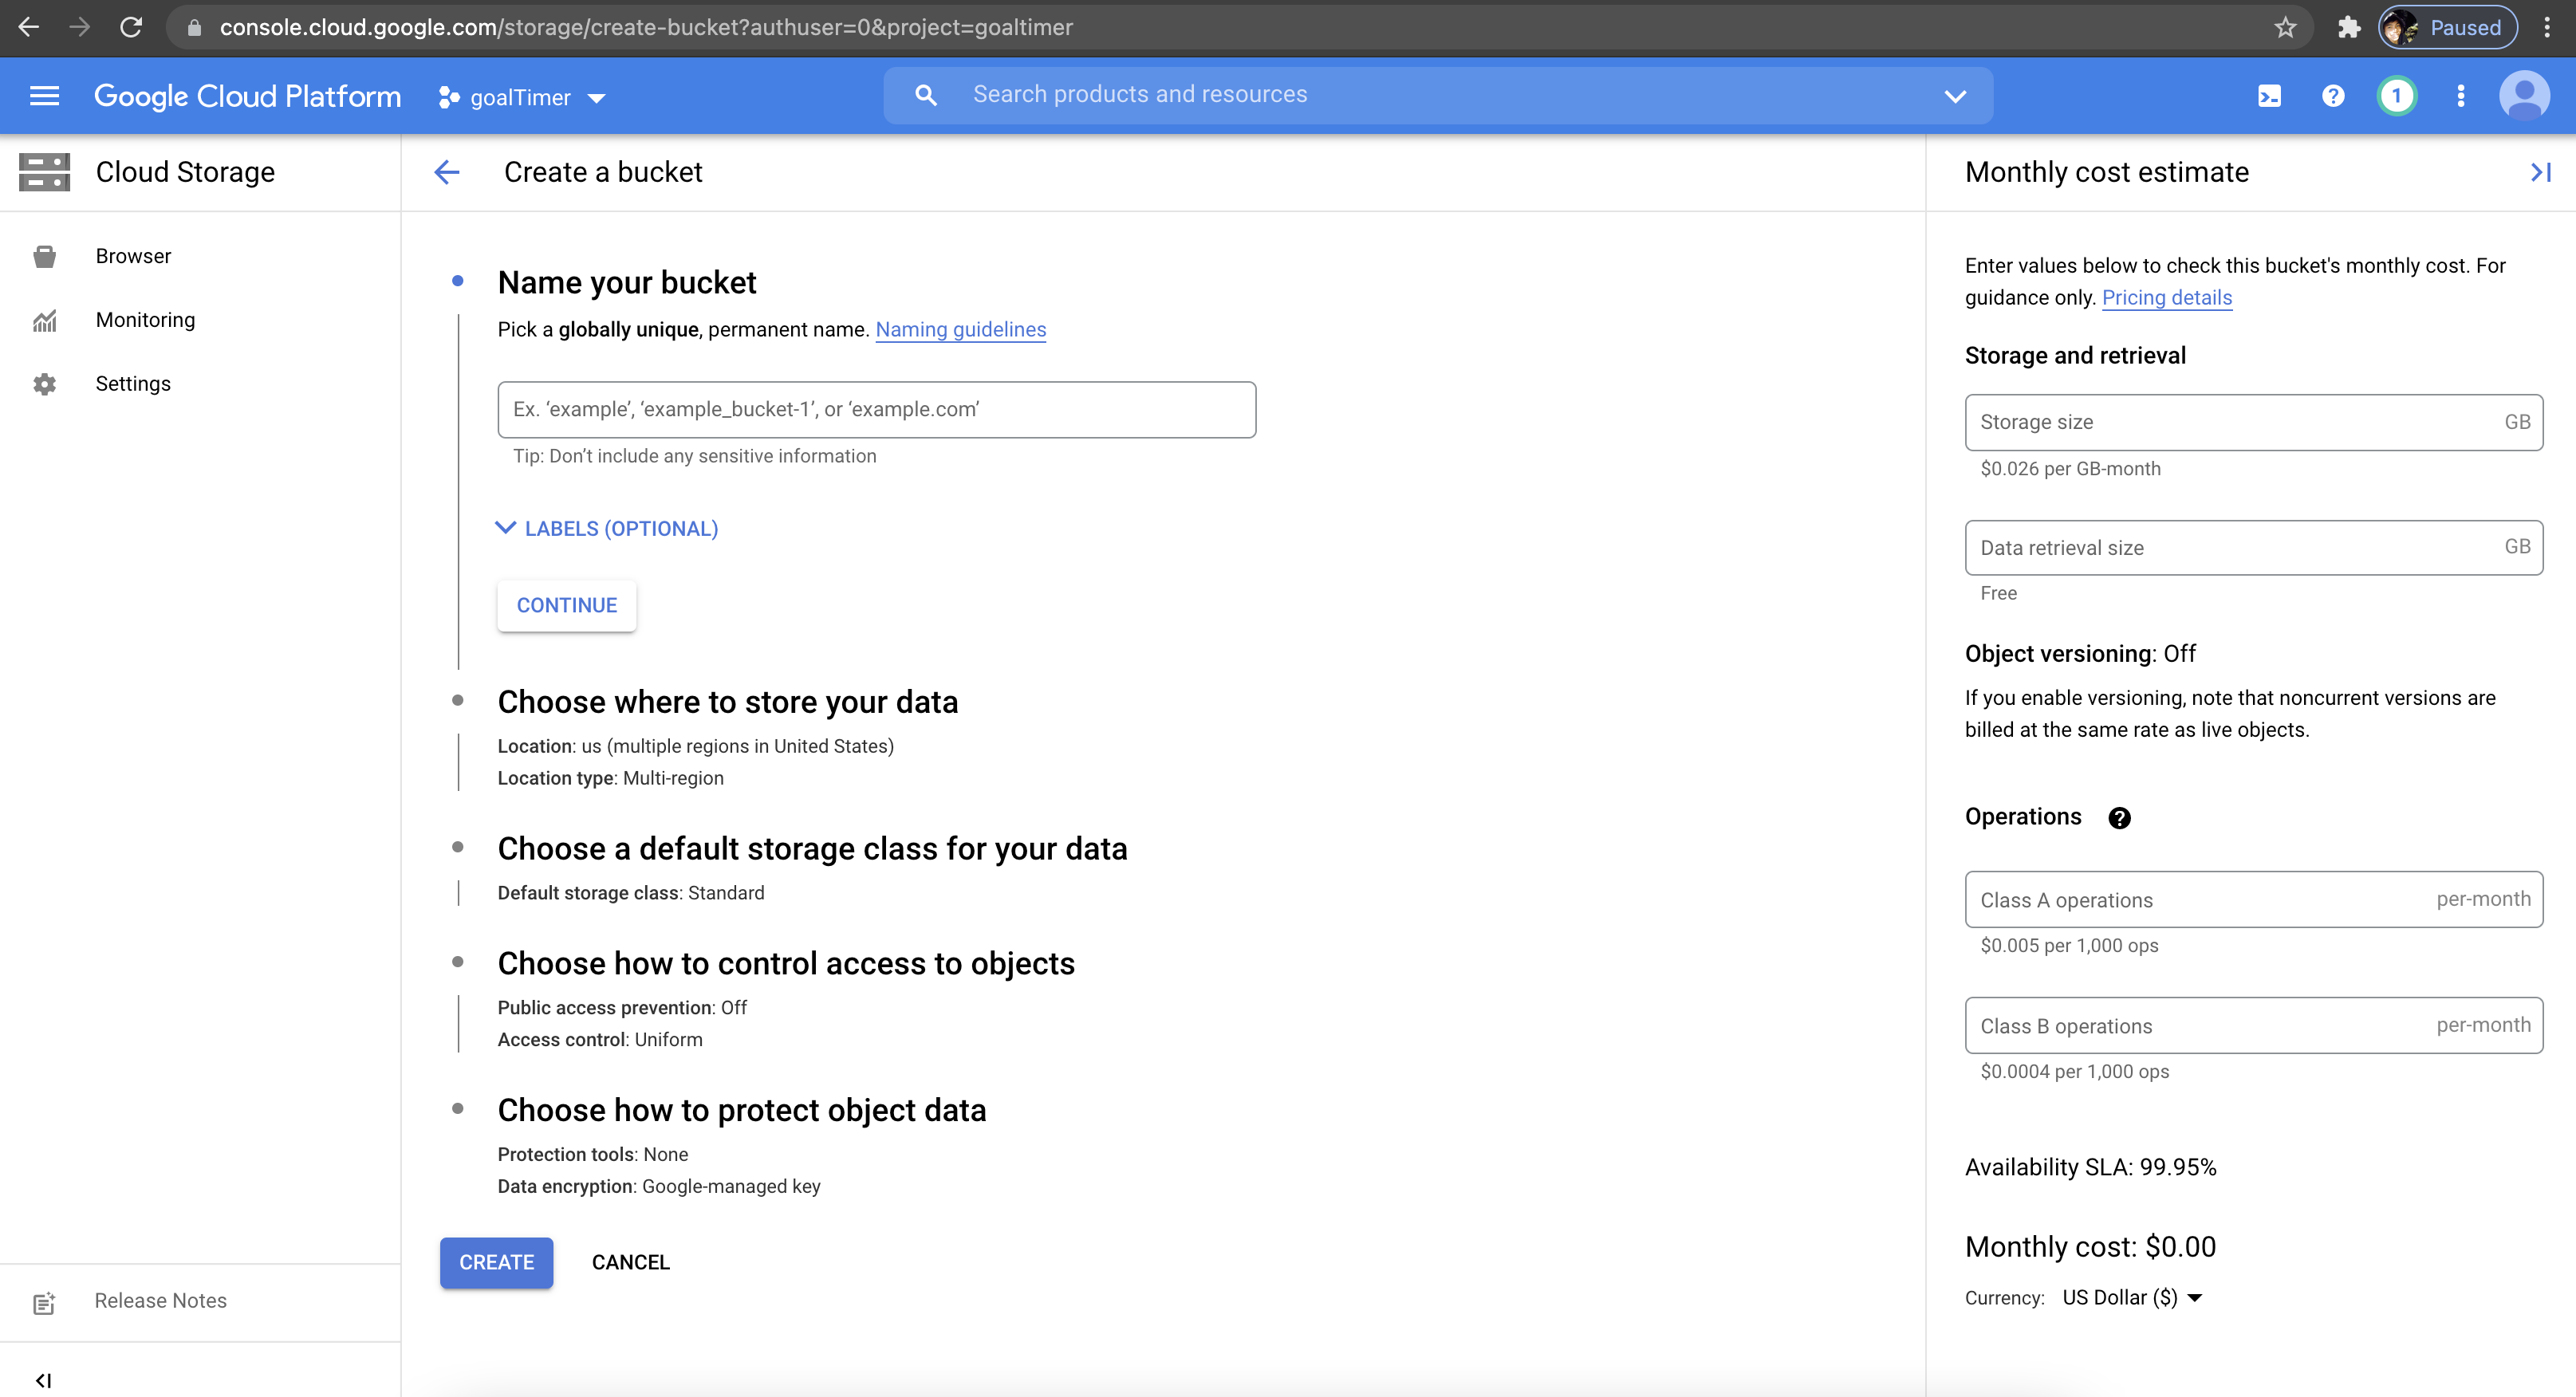 console.cloud.google.com/storage/create-bucket?authuser=0&project=goaltimer
Paused
Google Cloud Platform
goalTimer
Search products and resources
1
Cloud Storage
Browser
Monitoring
Settings
Release Notes
Create a bucket
Name your bucket
Pick a globally unique, permanent name. Naming guidelines
Ex. ‘example’, ‘example_bucket-1’, or ‘example.com’
Tip: Don’t include any sensitive information
LABELS (OPTIONAL)
CONTINUE
Choose where to store your data
Location: us (multiple regions in United States)
Location type: Multi-region
Choose a default storage class for your data
Default storage class: Standard
Choose how to control access to objects
Public access prevention: Off
Access control: Uniform
Choose how to protect object data
Protection tools: None
Data encryption: Google-managed key
CREATE
CANCEL
Monthly cost estimate
Enter values below to check this bucket's monthly cost. For
guidance only. Pricing details
Storage and retrieval
Storage size GB
$0.026 per GB-month
Data retrieval size GB
Free
Object versioning: Off
If you enable versioning, note that noncurrent versions are
billed at the same rate as live objects.
Operations
Class A operations per-month
$0.005 per 1,000 ops
Class B operations per-month
$0.0004 per 1,000 ops
Availability SLA: 99.95%
Monthly cost: $0.00
Currency: US Dollar ($)